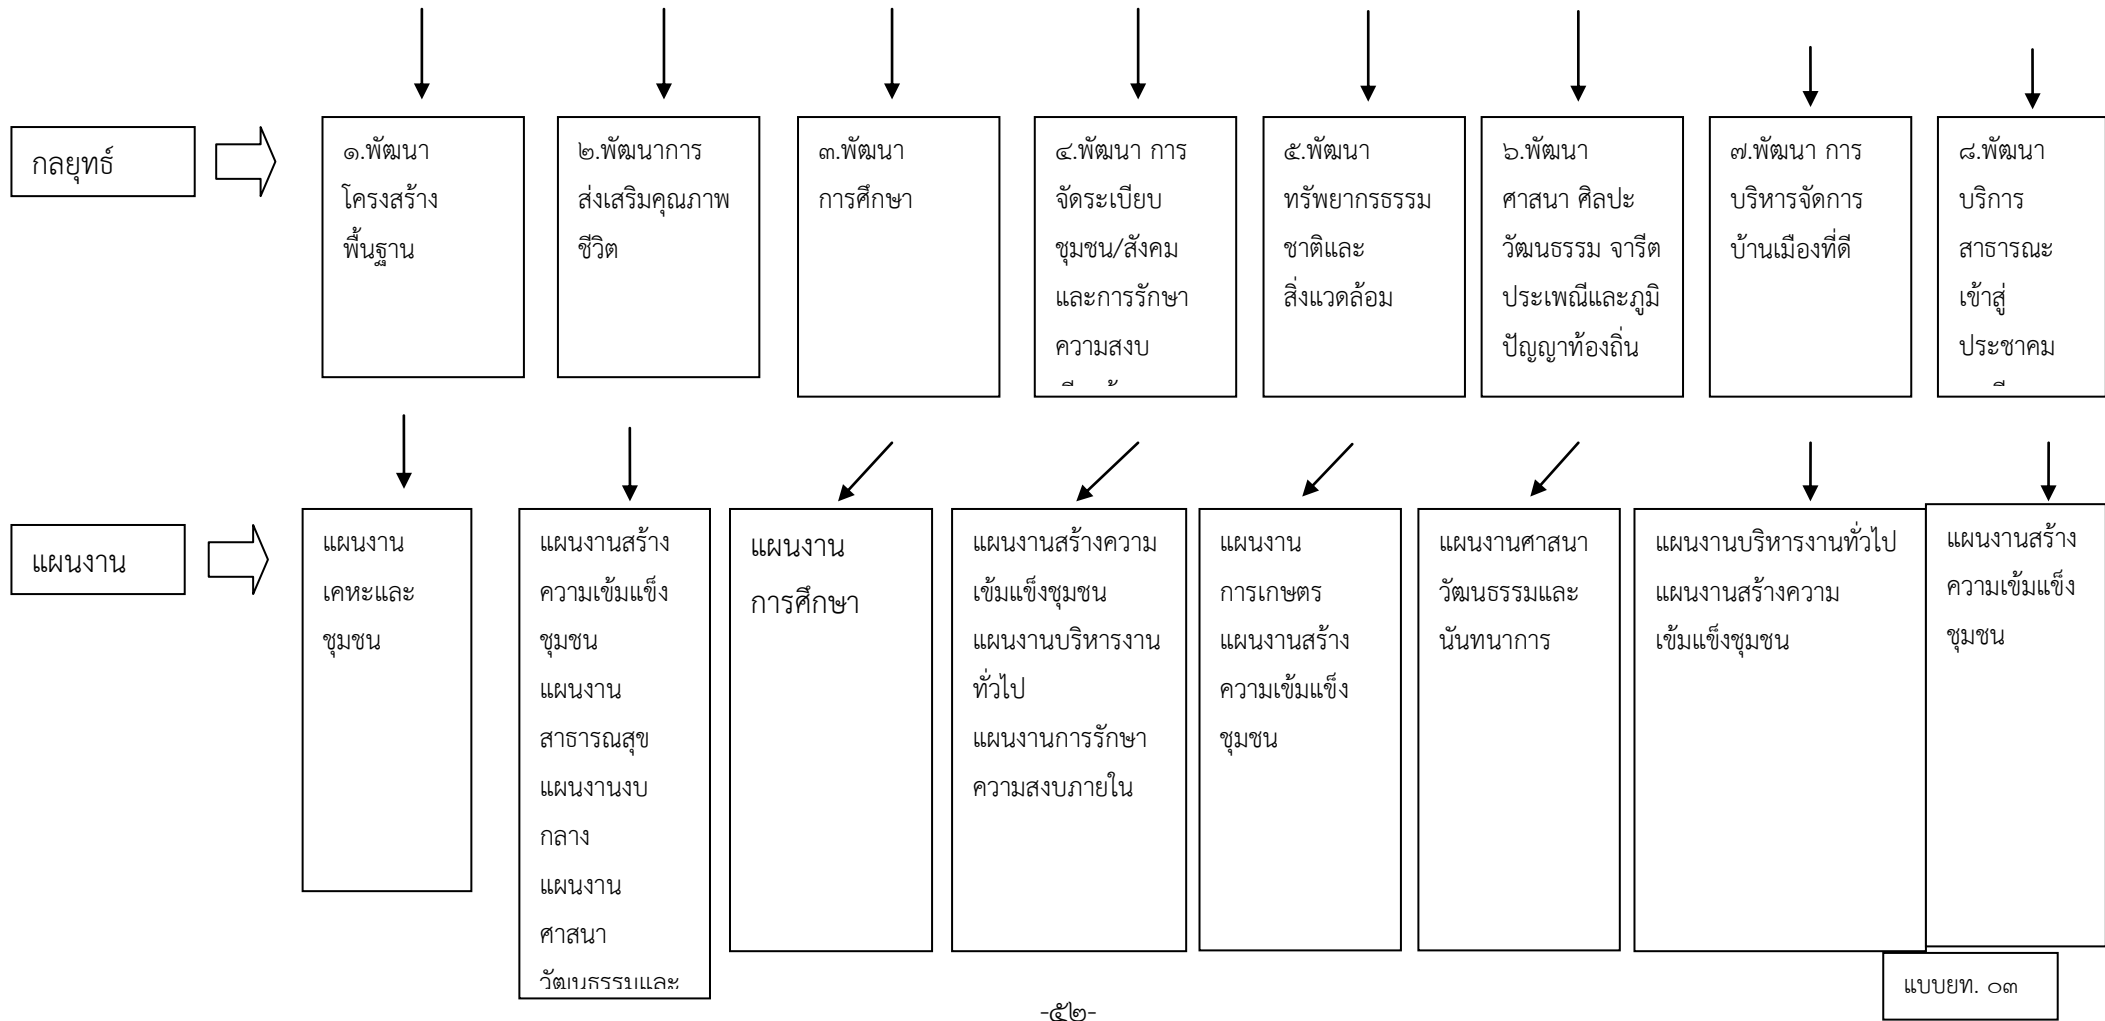 กลยุทธ์
๑.พัฒนา
โครงสร้าง
พื้นฐาน
๒.พัฒนาการ
ส่งเสริมคุณภาพ
ชีวิต
๓.พัฒนา
การศึกษา
๔.พัฒนา การ
จัดระเบียบ
ชุมชน/สังคม
และการรักษา
ความสงบ
๕.พัฒนา
ทรัพยากรธรรม
ชาติและ
สิ่งแวดล้อม
๖.พัฒนา
ศาสนา ศิลปะ
วัฒนธรรม จารีต
ประเพณีและภูมิ
ปัญญาท้องถิ่น
๗.พัฒนา การ
บริหารจัดการ
บ้านเมืองที่ดี
๘.พัฒนา
บริการ
สาธารณะ
เข้าสู่
ประชาคม
แผนงาน
แผนงาน
เคหะและ
ชุมชน
แผนงานสร้าง
ความเข้มแข็ง
ชุมชน
แผนงาน
สาธารณสุข
แผนงานงบ
กลาง
แผนงาน
ศาสนา
วัฒนธรรมและ
แผนงาน
การศึกษา
แผนงานสร้างความ
เข้มแข็งชุมชน
แผนงานบริหารงาน
ทั่วไป
แผนงานการรักษา
ความสงบภายใน
แผนงาน
การเกษตร
แผนงานสร้าง
ความเข้มแข็ง
ชุมชน
แผนงานศาสนา
วัฒนธรรมและ
นันทนาการ
แผนงานบริหารงานทั่วไป
แผนงานสร้างความ
เข้มแข็งชุมชน
แผนงานสร้าง
ความเข้มแข็ง
ชุมชน
แบบยท. ๐๓
-๕๒-